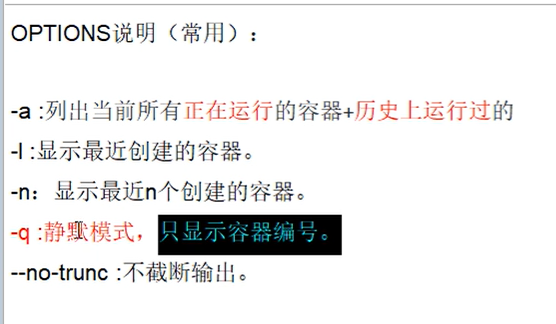 OPTIONS说明（常用）：
-a :列出当前所有正在运行的容器+历史上运行过的
-l :显示最近创建的容器。
-n：显示最近n个创建的容器。
-q :静默模式，只显示容器编号。
--no-trunc :不截断输出。